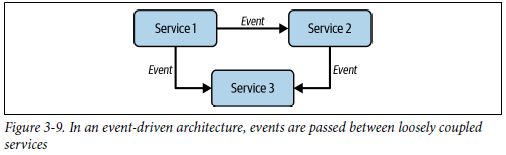 Event
Service 1
Service 2
Event
Event
Service 3
Figure 3-9. In an event-driven architecture, events are passed between loosely coupled
services